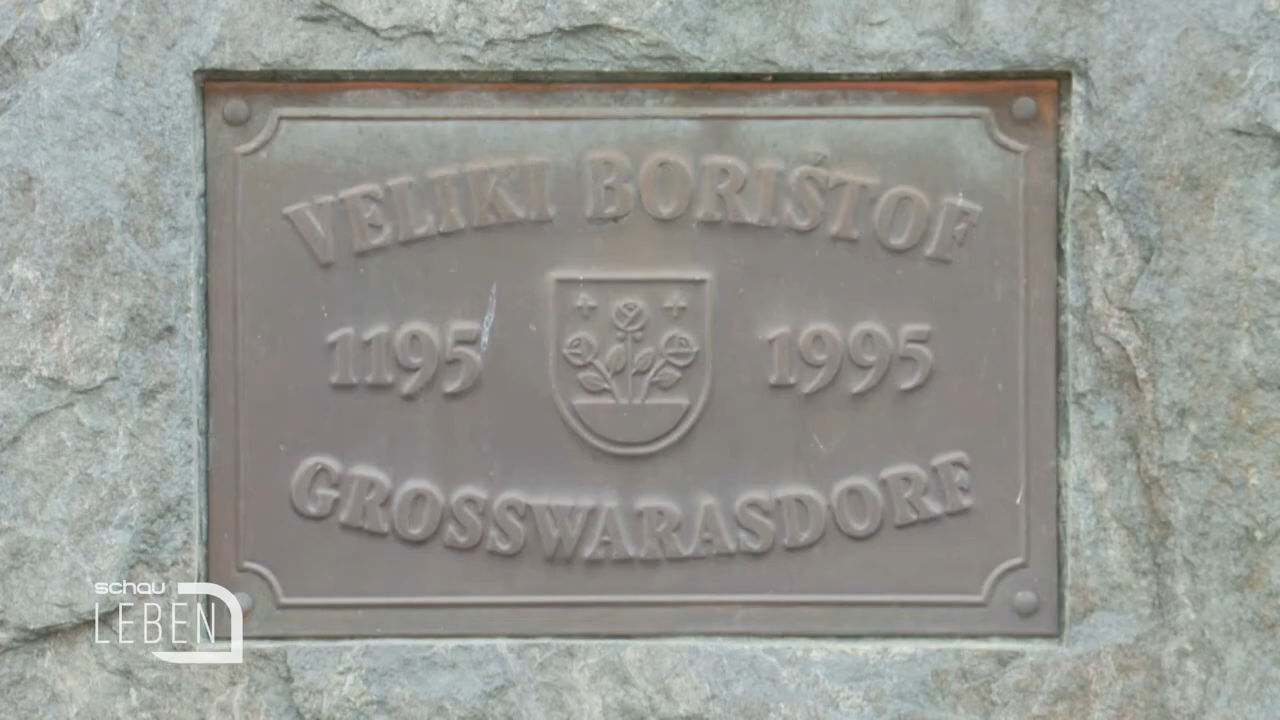 VELIKI BORIŠTOF
1195 1995
GROSSWARASDORF
schau
LEBEN